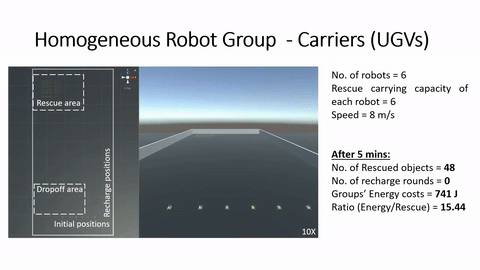 Homogeneous Robot Group - Carriers (UGVs)
Rescue area
Dropoff area
Recharge positions
Initial positions
10X
No. of robots = 6
Rescue carrying capacity of
each robot = 6
Speed = 8 m/s
After 5 mins:
No. of Rescued objects = 48
No. of recharge rounds = 0
Groups' Energy costs = 741 J
Ratio (Energy/Rescue) = 15.44